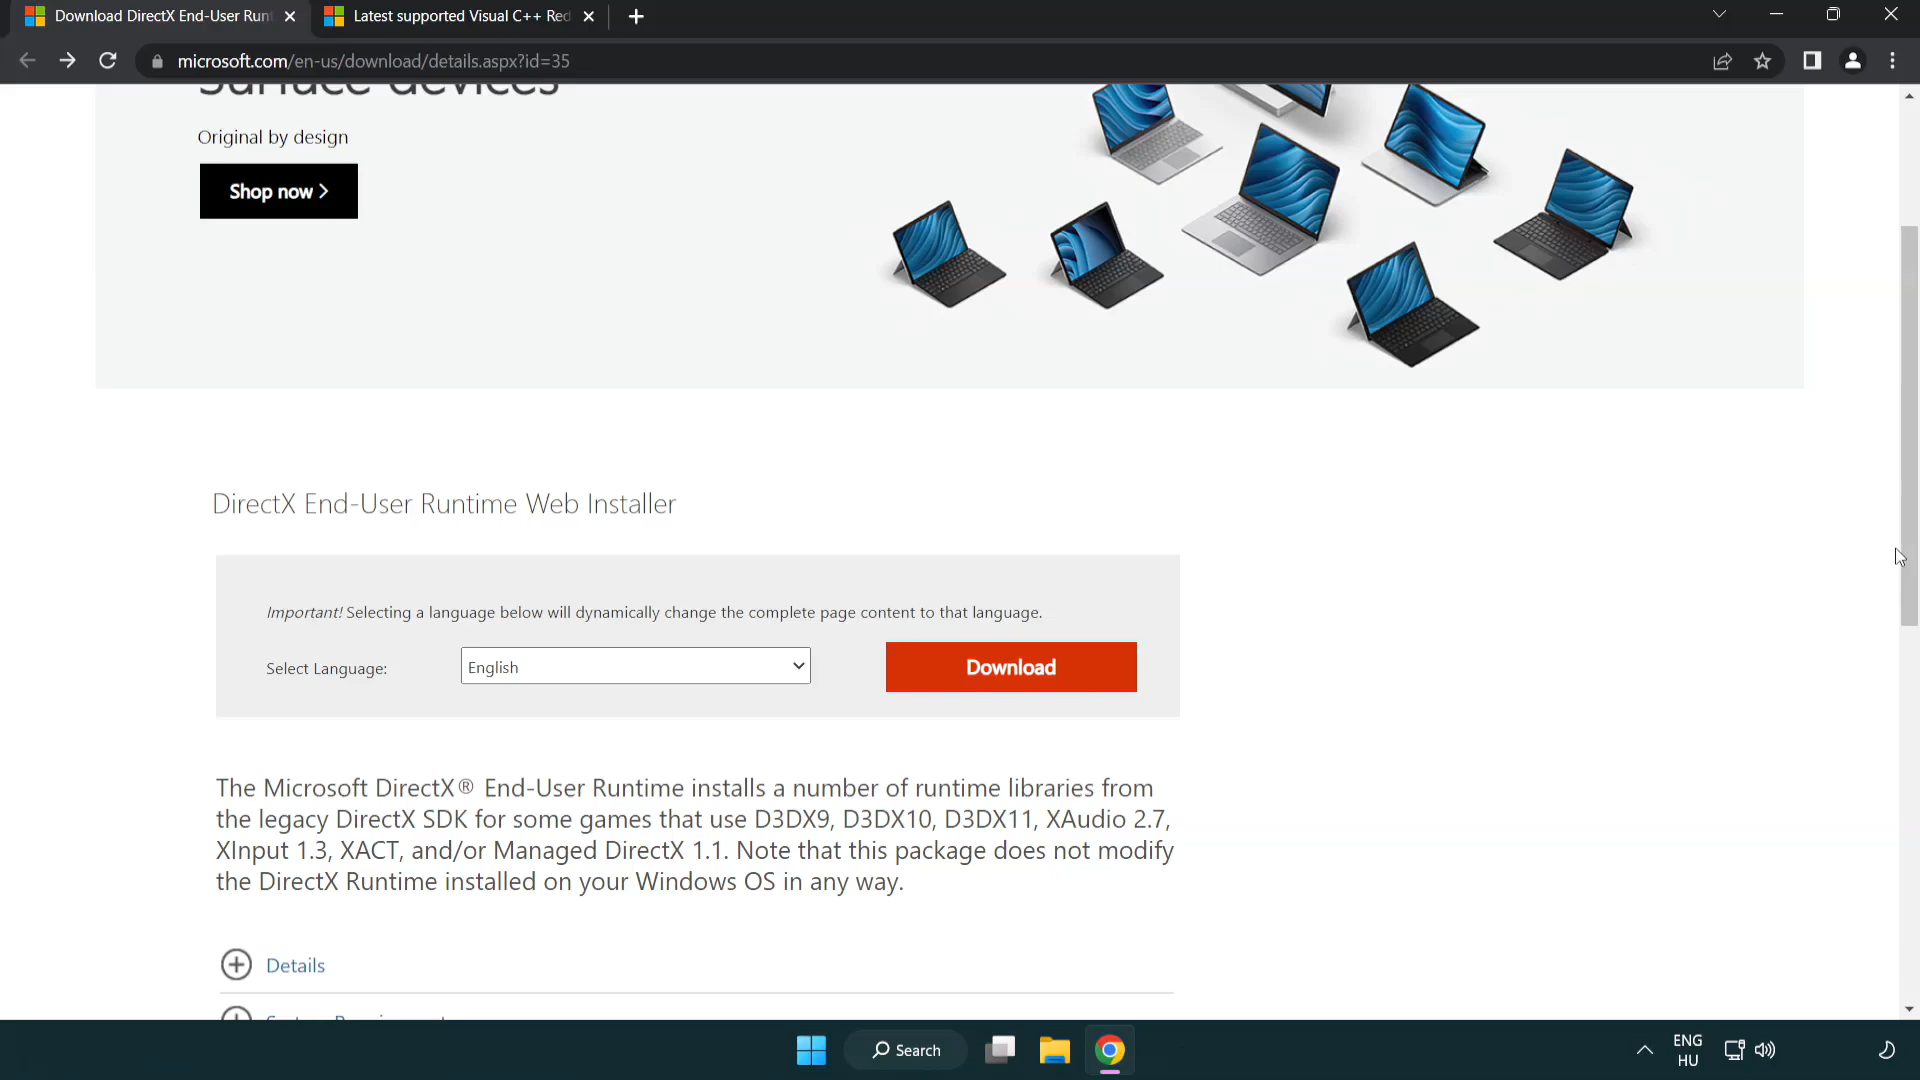 Download DirectX End-User Runt
Latest supported Visual C++ Red
microsoft.com/en-us/download/details.aspx?id=35
Surface devices
Original by design
Shop now
DirectX End-User Runtime Web Installer
Important! Selecting a language below will dynamically change the complete page content to that language.
Select Language:
English
Download
The Microsoft DirectX® End-User Runtime installs a number of runtime libraries from
the legacy DirectX SDK for some games that use D3DX9, D3DX10, D3DX11, XAudio 2.7,
XInput 1.3, XACT, and/or Managed DirectX 1.1. Note that this package does not modify
the DirectX Runtime installed on your Windows OS in any way.
Details
Search
ENG
HU